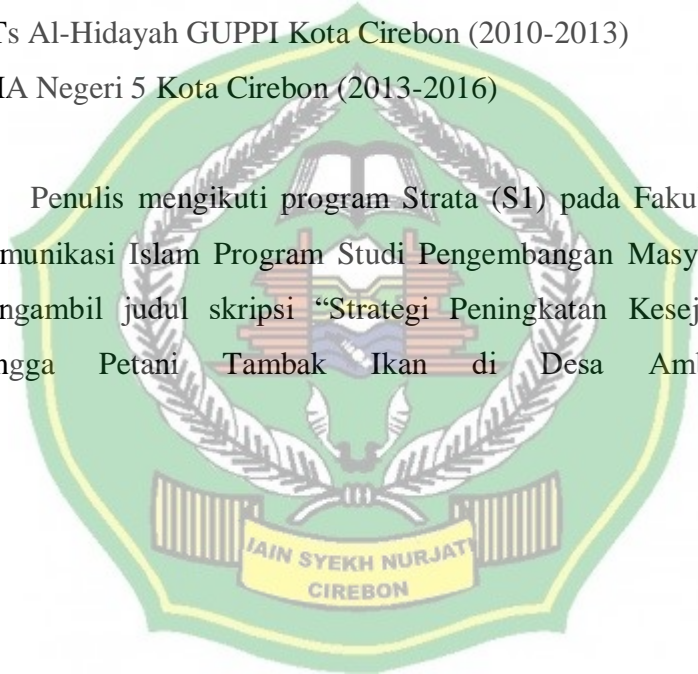 Ts Al-Hidayah GUPPI Kota Cirebon (2010-2013)
IA Negeri 5 Kota Cirebon (2013-2016)
Penulis mengikuti program Strata (S1) pada Faku
munikasi Islam Program Studi Pengembangan Masy
ngambil judul skripsi “Strategi Peningkatan Kesej
ngga Petani Tambak Ikan di Desa Amb
IAIN SYEKH NURJATI
CIREBON